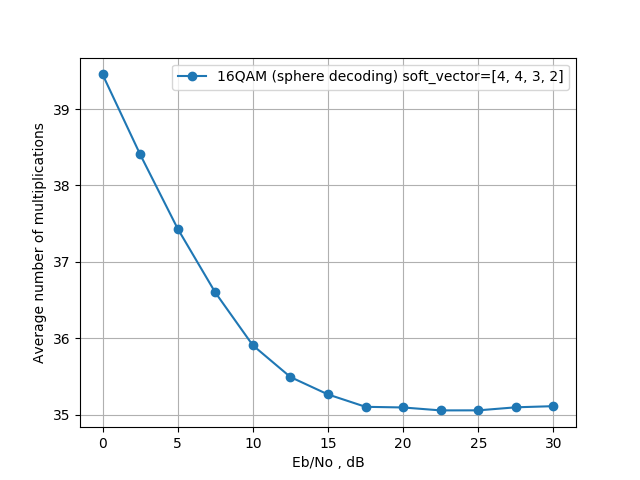 16QAM (sphere decoding) soft_vector=[4, 4, 3, 2]
39
38
37
36
35
Average number of multiplications
0 5 10 15 20 25 30
Eb/No , dB